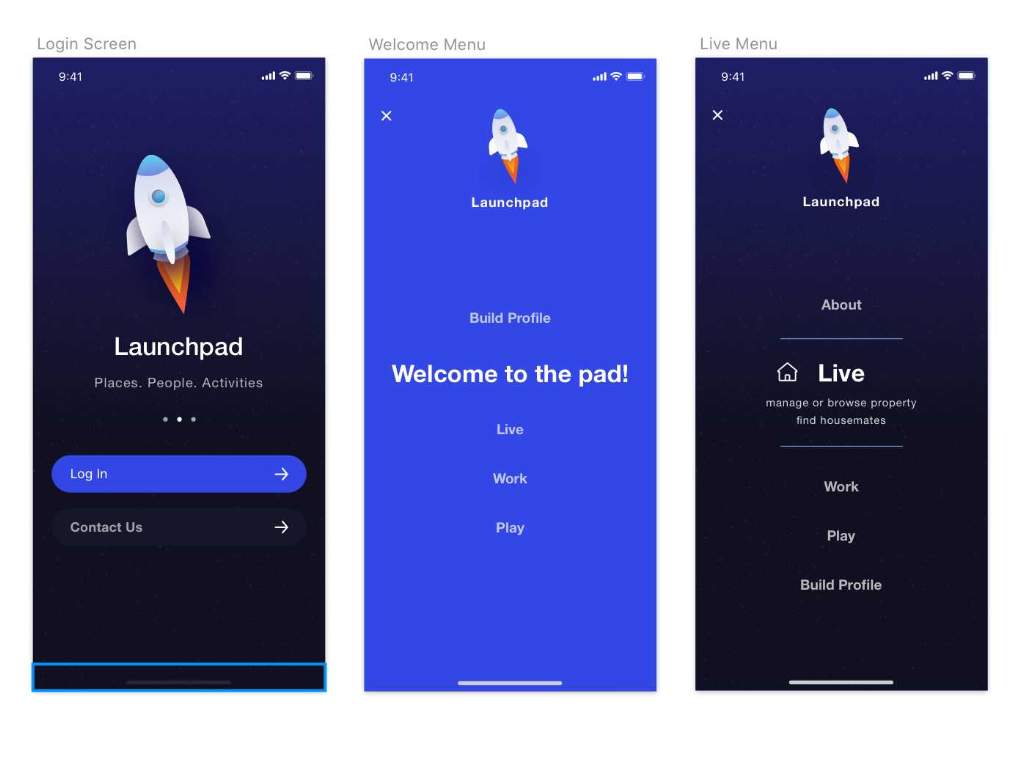 Login Screen
9:41
Launchpad
Places. People. Activities
Log In
Contact Us
Welcome Menu
9:41
Launchpad
Build Profile
Welcome to the pad!
Live
Work
Play
Live Menu
9:41
Launchpad
About
Live
manage or browse property
find housemates
Work
Play
Build Profile